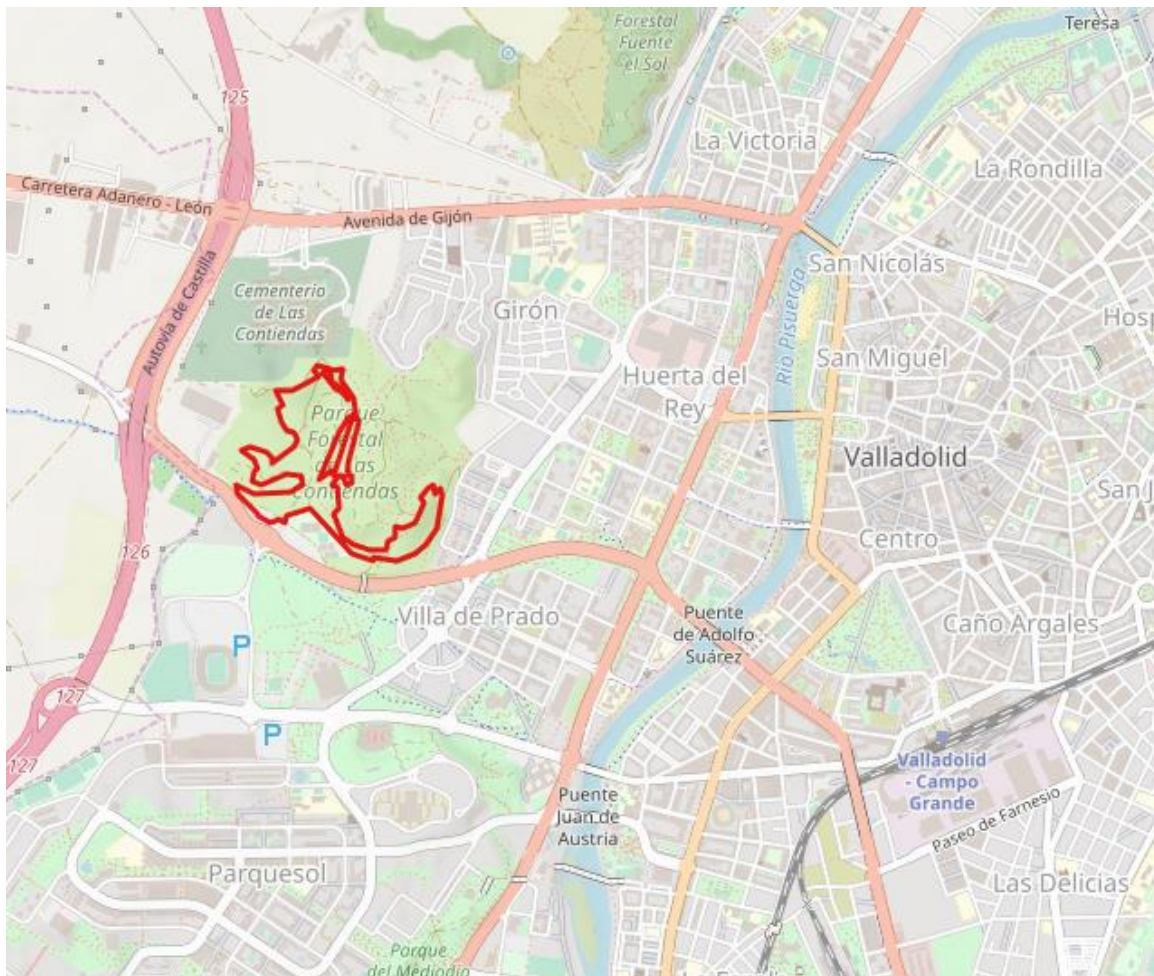 Forestal
Fuente
el Sol
Teresa
125
La Victoria
La Rondilla
Carretera Adanero - León
Avenida de Gijón
Autovía de Castilla
Cementerio
de Las
Contiendas
Girón
San Nicolás
Río Pisuerga
Hosp
San Miguel
Huerta del
Rey
Parque
Forestal
de las
Contiendas
Valladolid
San J
126
Centro
Villa de Prado
Puente
de Adolfo
Suárez
Caño Argales
P
127
P
127
Valladolid
- Campo
Grande
Puente
Juan de
Austria
Paseo de Farnesio
Parquesol
Las Delicias
Parque
del Mediodía